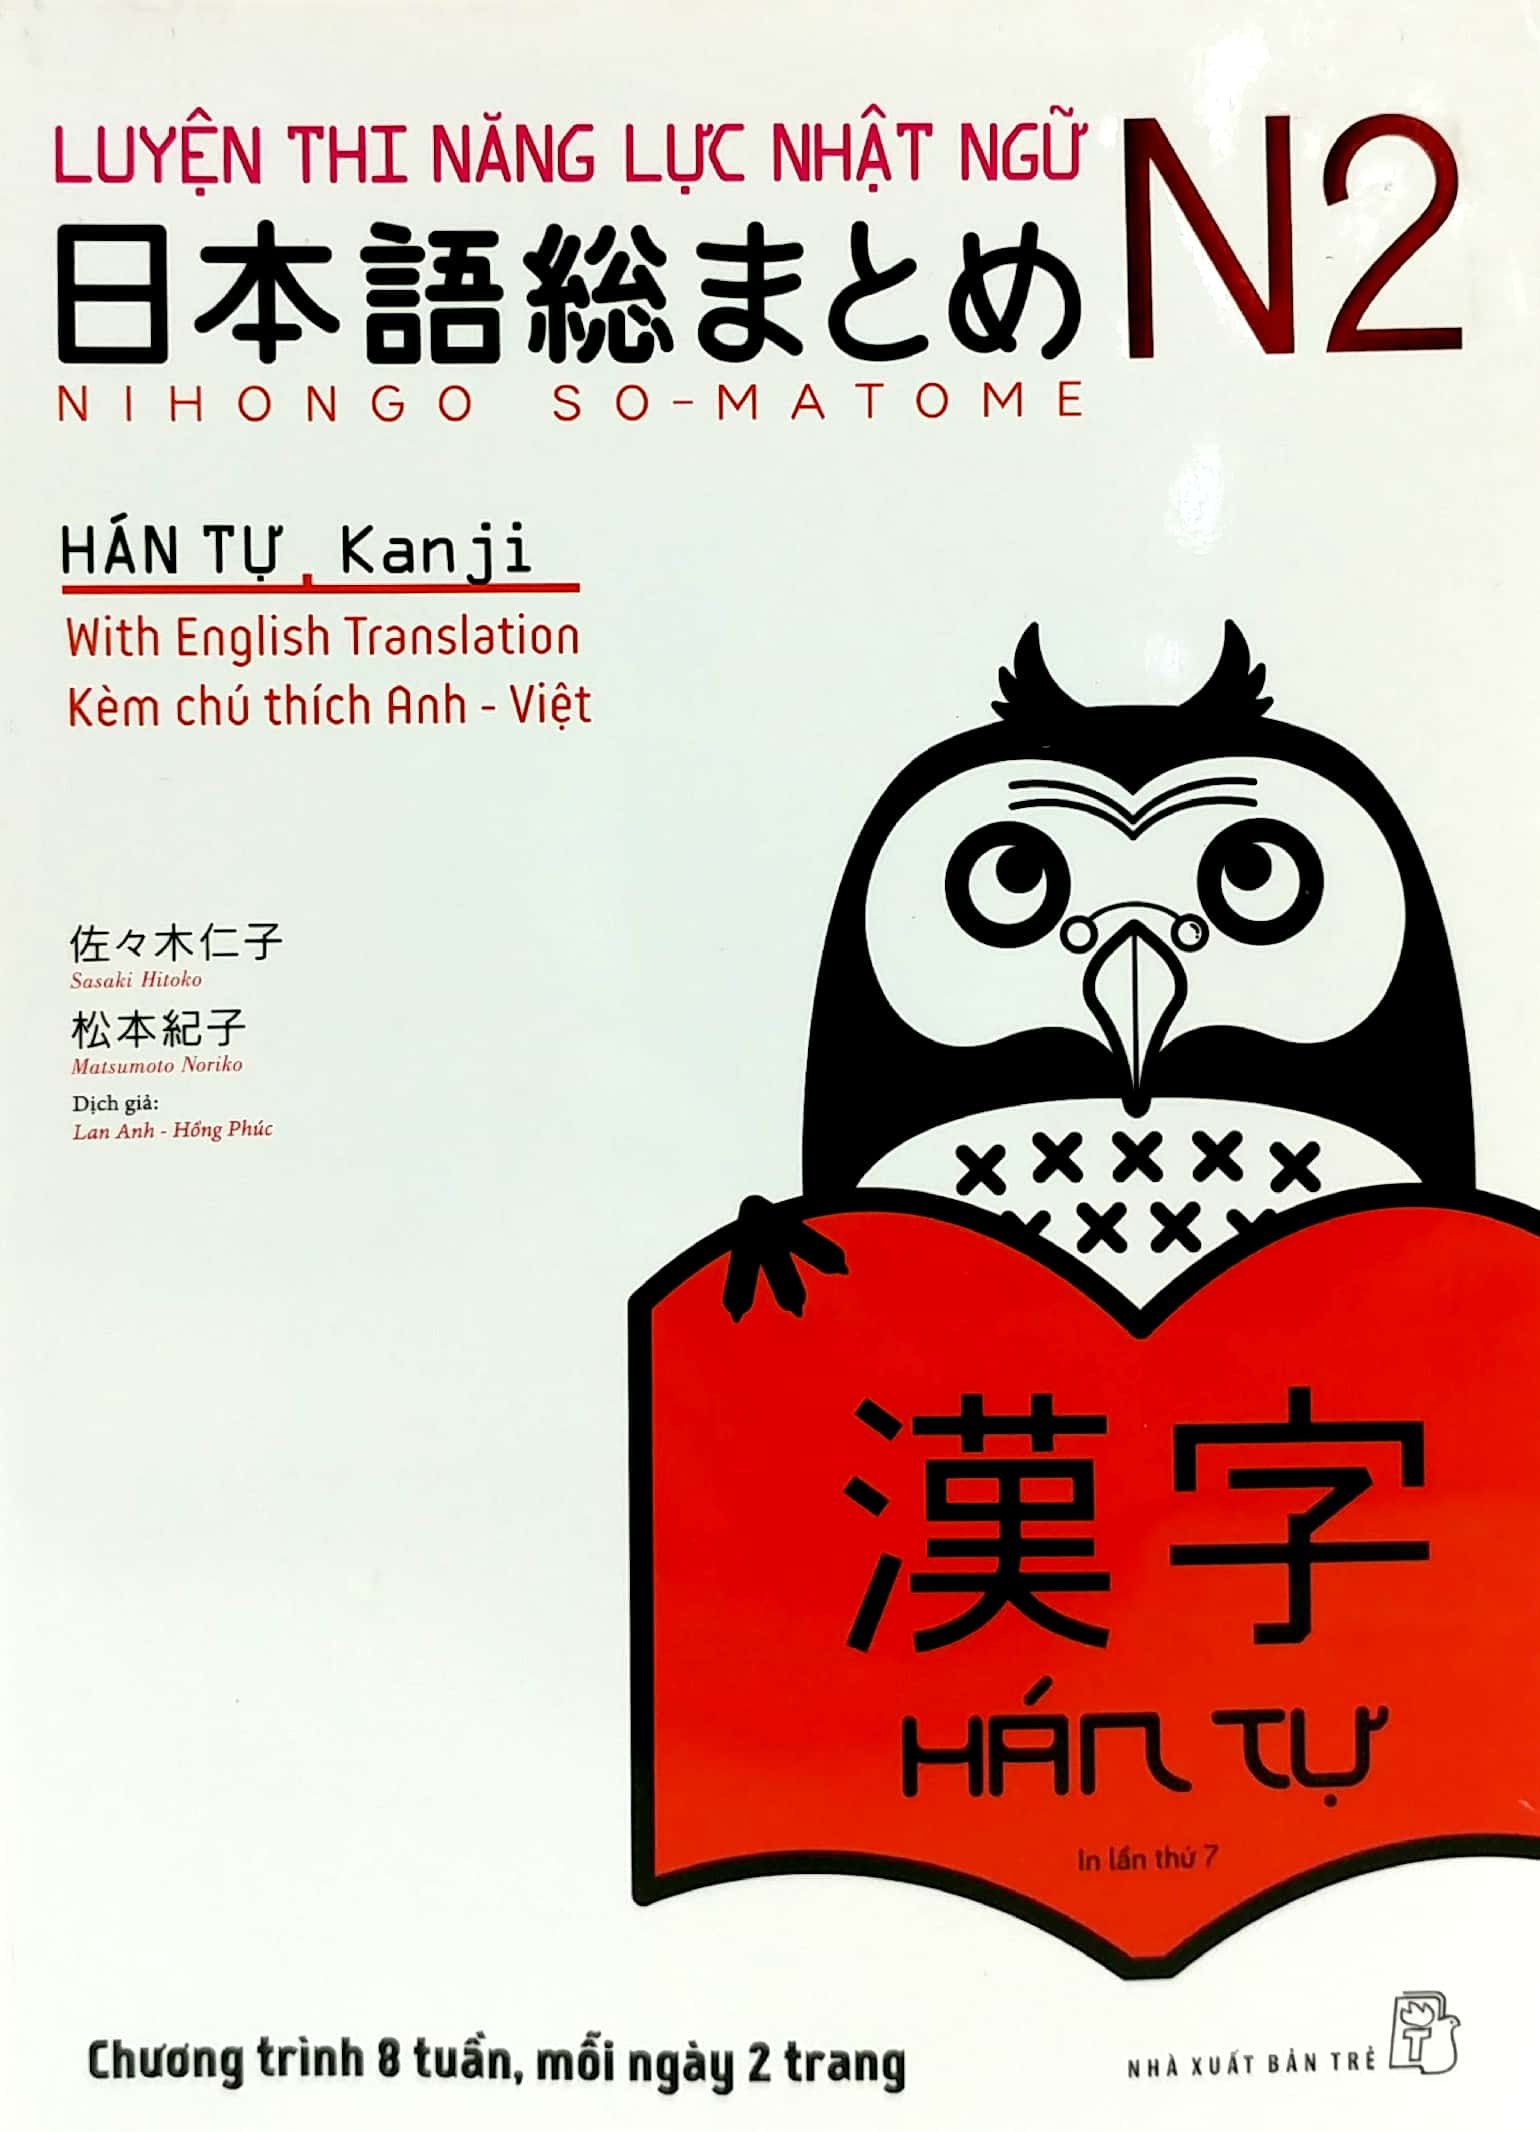 LUYỆN THI NĂNG LỰC NHẬT NGỮ N2
日本語総まとめ
NIHONGO SO-MATOME
HÁN TỰ, Kanji
With English Translation
Kèm chú thích Anh - Việt
佐々木仁子
Sasaki Hitoko
松本紀子
Matsumoto Noriko
Dịch giả:
Lan Anh - Hồng Phúc
漢字
HÁN TỰ
In lần thứ 7
Chương trình 8 tuần, mỗi ngày 2 trang
NHÀ XUẤT BẢN TRẺ
T